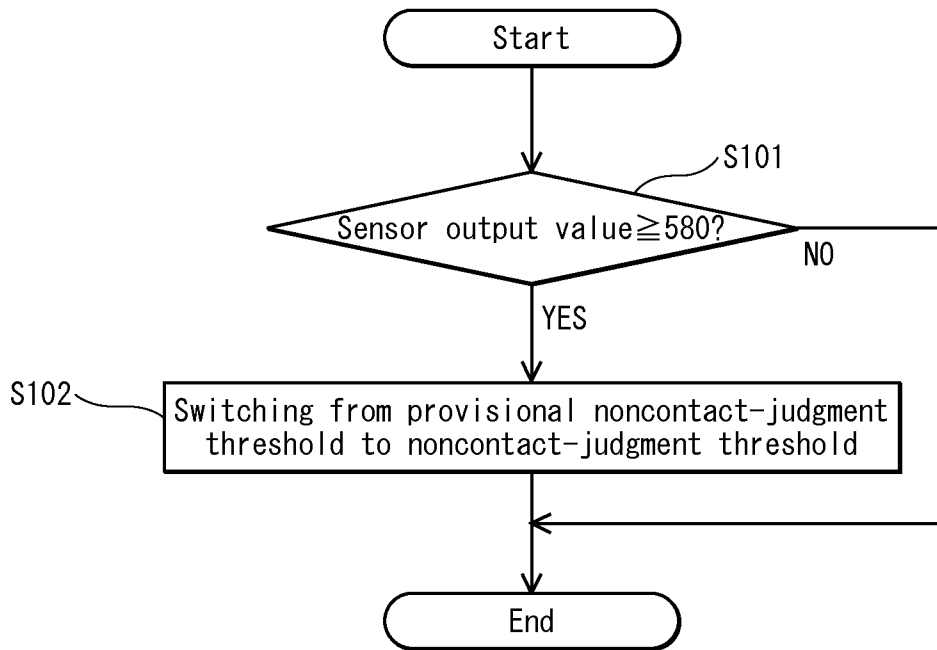 Start
S101
Sensor output value≧580?
NO
YES
S102
Switching from provisional noncontact-judgment
threshold to noncontact-judgment threshold
End